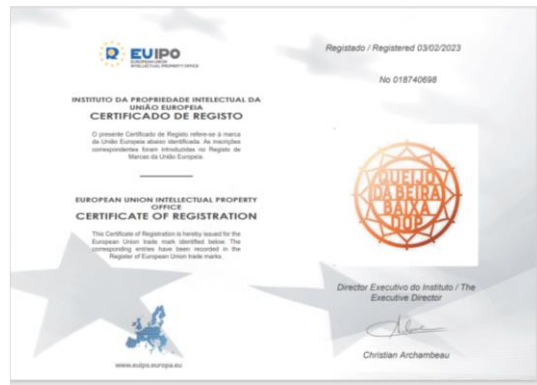 EUIPO
EUROPEAN UNION
INTELLECTUAL PROPERTY OFFICE
INSTITUTO DA PROPRIEDADE INTELECTUAL DA
UNIÃO EUROPEIA
CERTIFICADO DE REGISTO
O presente Certificado de Registo refere-se à marca
da União Europeia abaixo identificada. As inscrições
correspondentes foram introduzidas no Registo de
Marcas da União Europeia.
EUROPEAN UNION INTELLECTUAL PROPERTY
OFFICE
CERTIFICATE OF REGISTRATION
This Certificate of Registration is hereby issued for the
European Union trade mark identified below. The
corresponding entries have been recorded in the
Register of European Union trade marks.
www.euipo.europa.eu
Registado / Registered 03/02/2023
No 018740698
QUEIJO
DA BEIRA
BAIXA
DOP
Director Executivo do Instituto / The
Executive Director
Christian Archambeau